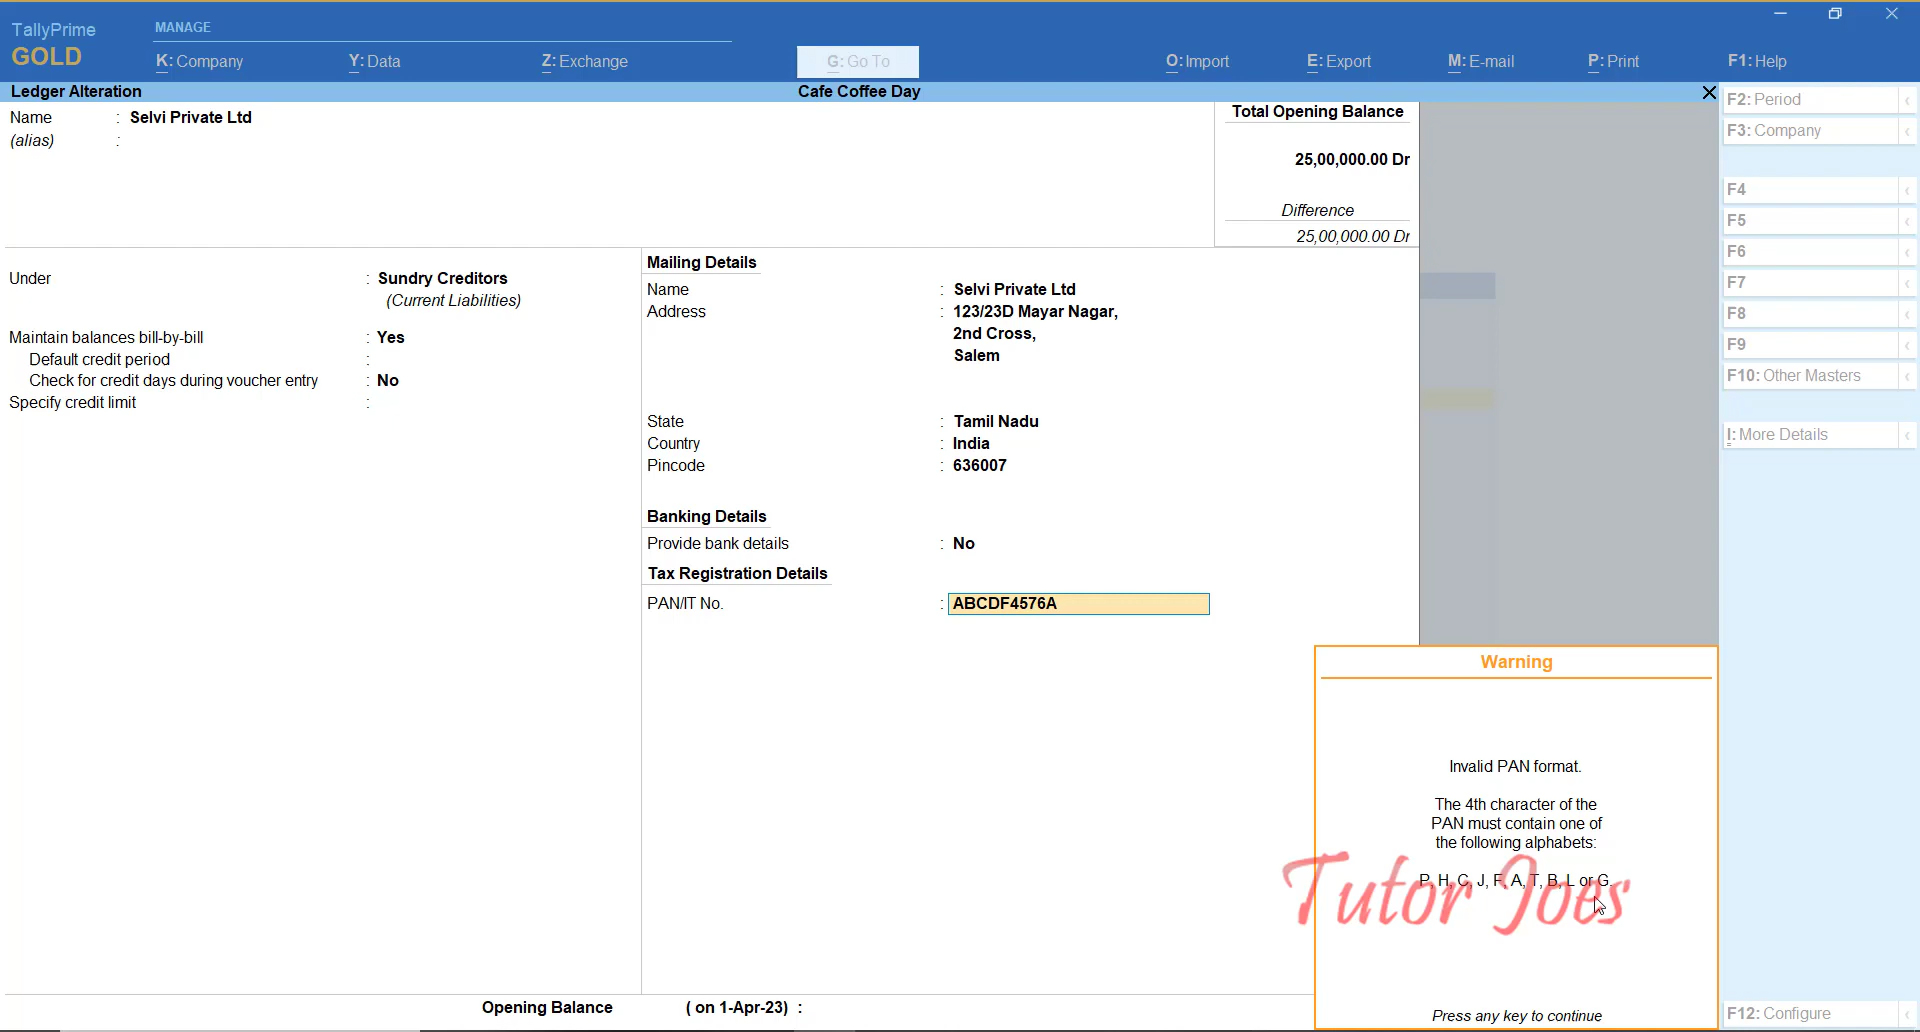 TallyPrime
GOLD
MANAGE
K: Company
Y: Data
Z: Exchange
G: Go To
O: Import
E: Export
M: E-mail
P: Print
F1: Help
Ledger Alteration
Cafe Coffee Day
Name : Selvi Private Ltd
(alias) :
Total Opening Balance
25,00,000.00 Dr
Difference
25,00,000.00 Dr
Under : Sundry Creditors
(Current Liabilities)
Maintain balances bill-by-bill : Yes
Default credit period :
Check for credit days during voucher entry : No
Specify credit limit :
Mailing Details
Name : Selvi Private Ltd
Address : 123/23D Mayar Nagar,
2nd Cross,
Salem
State : Tamil Nadu
Country : India
Pincode : 636007
Banking Details
Provide bank details : No
Tax Registration Details
PAN/IT No. : ABCDF4576A
Opening Balance ( on 1-Apr-23) :
Warning
Invalid PAN format.
The 4th character of the
PAN must contain one of
the following alphabets:
P, H, C, J, F, A, T, B, L or G.
Tutor Joes
Press any key to continue
F2: Period
F3: Company
F4
F5
F6
F7
F8
F9
F10: Other Masters
I: More Details
F12: Configure